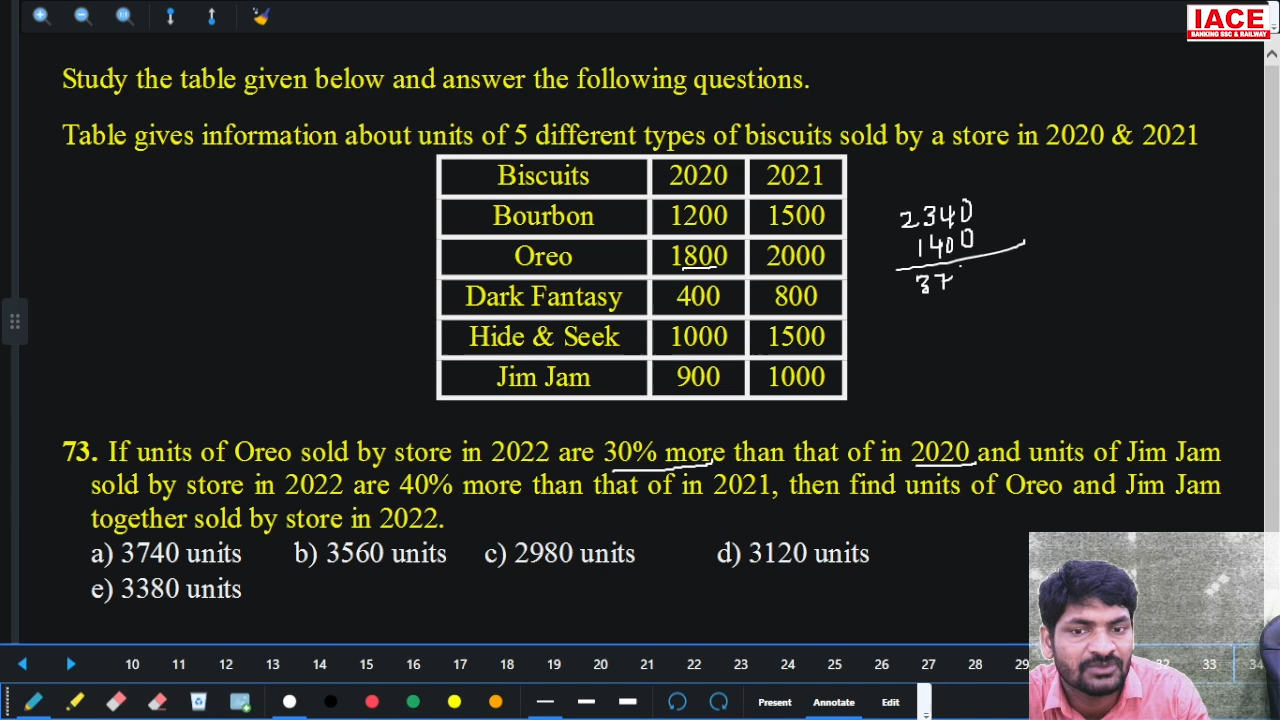 IACE
BANKING SSC & RAILWAY
Study the table given below and answer the following questions.
Table gives information about units of 5 different types of biscuits sold by a store in 2020 & 2021
Biscuits 2020 2021
Bourbon 1200 1500
Oreo 1800 2000
Dark Fantasy 400 800
Hide & Seek 1000 1500
Jim Jam 900 1000
2340
1400
37
73. If units of Oreo sold by store in 2022 are 30% more than that of in 2020 and units of Jim Jam
sold by store in 2022 are 40% more than that of in 2021, then find units of Oreo and Jim Jam
together sold by store in 2022.
a) 3740 units b) 3560 units c) 2980 units d) 3120 units
e) 3380 units
10 11 12 13 14 15 16 17 18 19 20 21 22 23 24 25 26 27 28 29 32 33 34
Present Annotate Edit